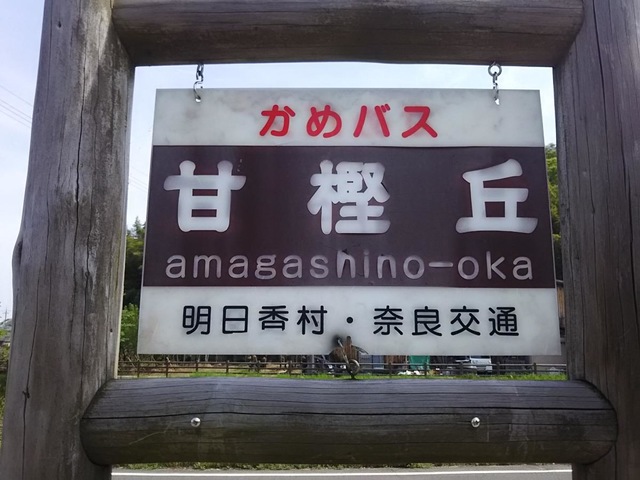 かめバス
甘樫丘
amagashino-oka
明日香村・奈良交通